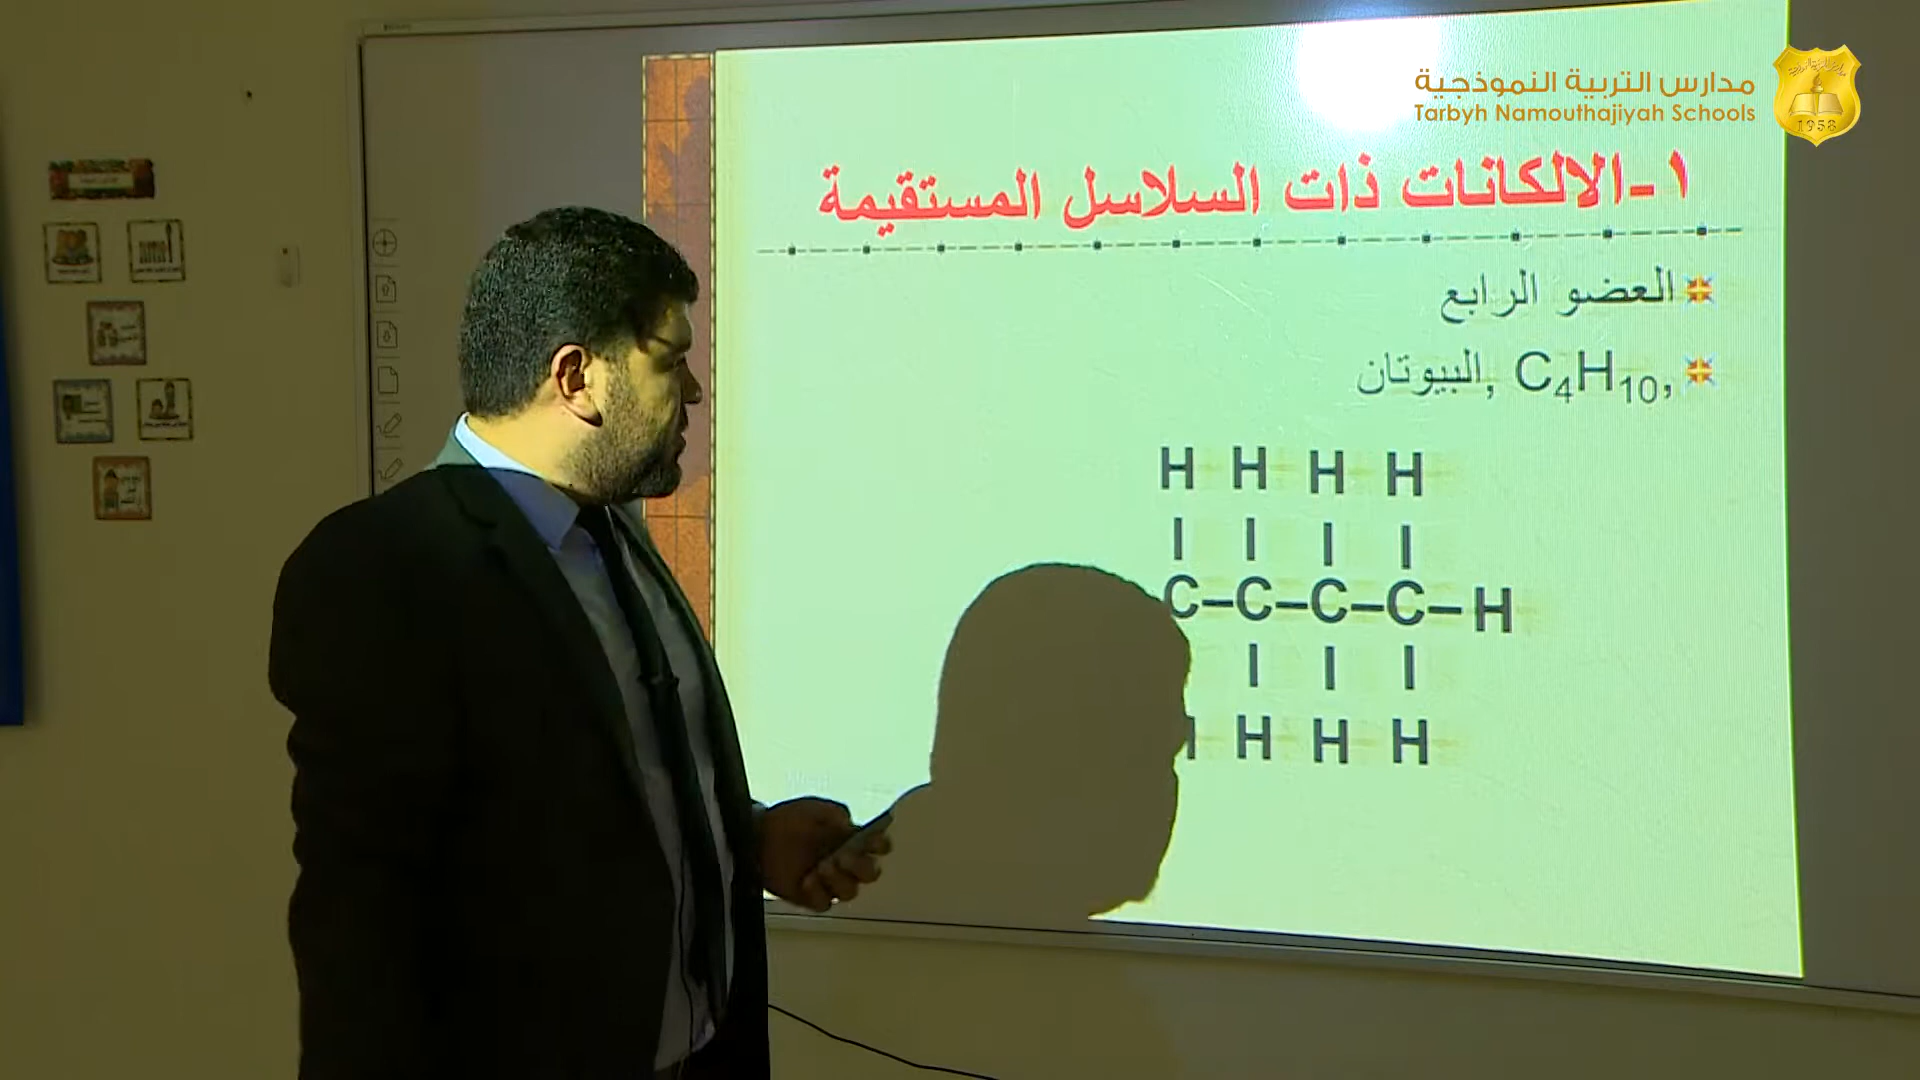 مدارس التربية النموذجية
Tarbyh Namouthajiyah Schools
1958
١-الالكانات ذات السلاسل المستقيمة
العضو الرابع
البيوتان, C4H10,
H H H H
C–C–C–C–H
H H H